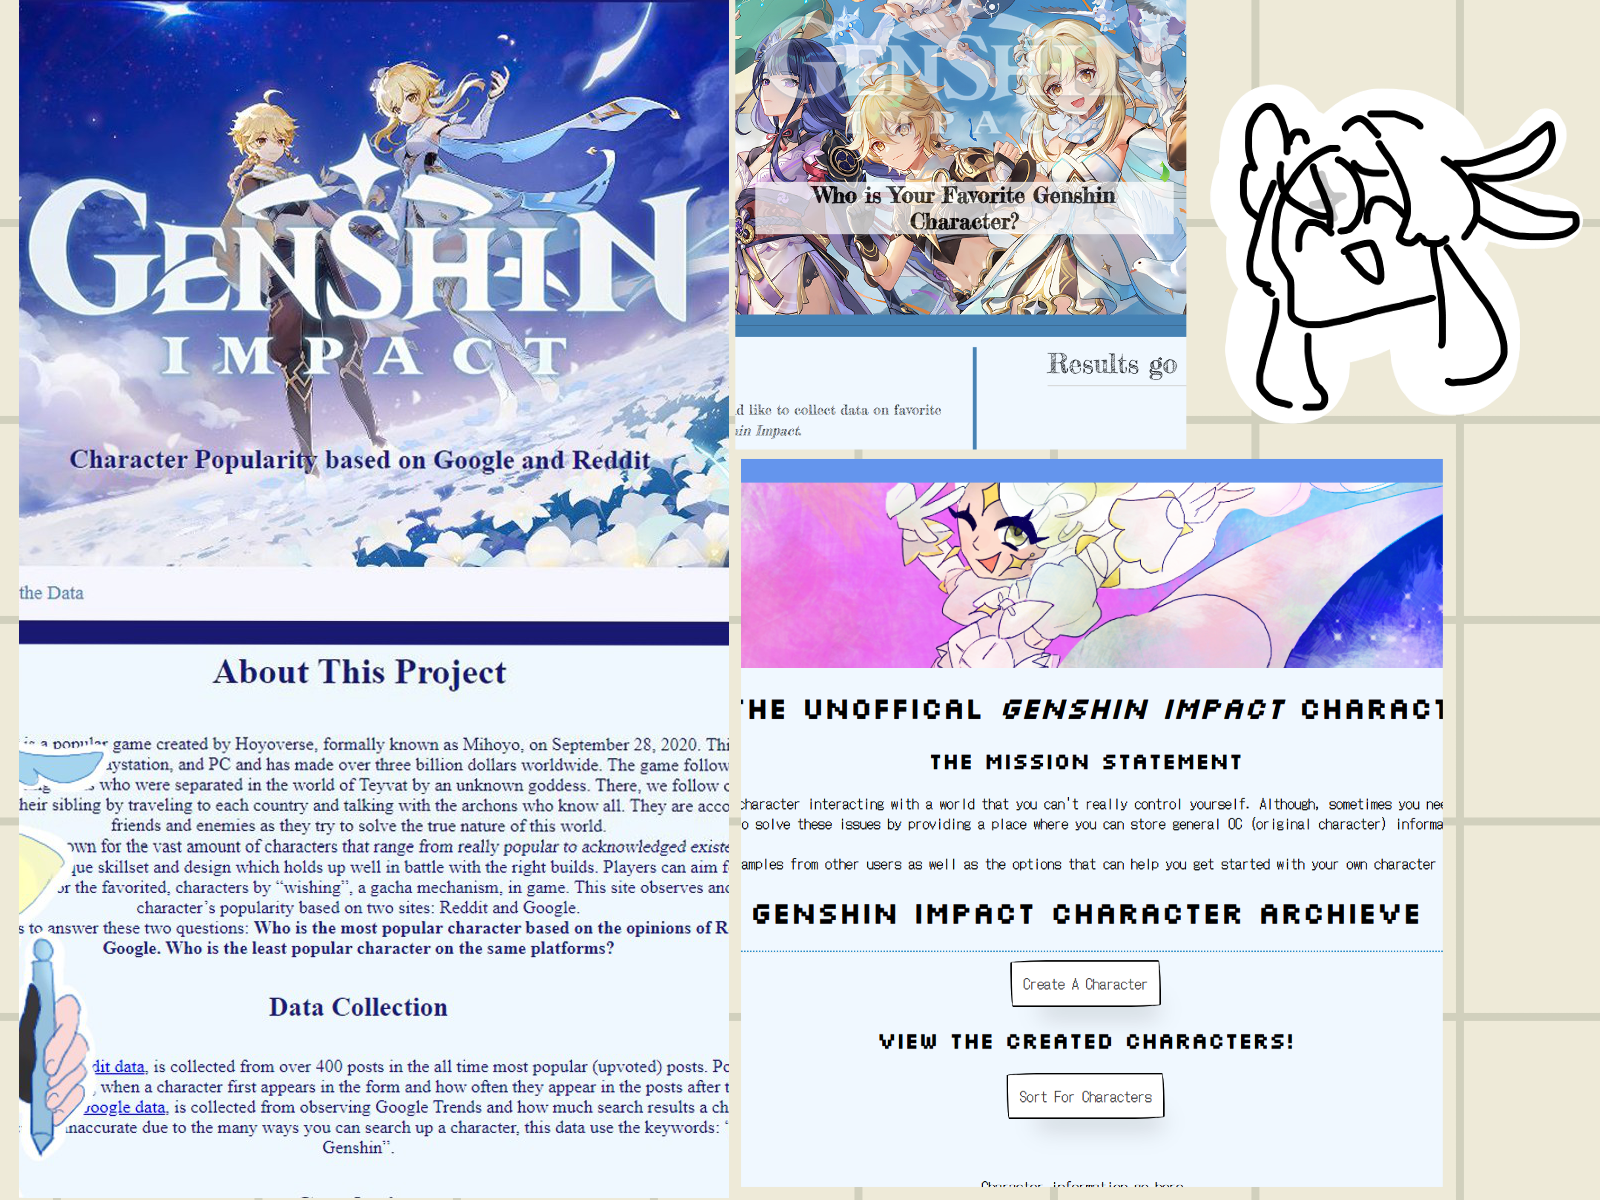 GENSHIN
IMPACT
Character Popularity based on Google and Reddit
the Data
About This Project
is a popular game created by Hoyoverse, formally known as Mihoyo, on September 28, 2020. Thi
aystation, and PC and has made over three billion dollars worldwide. The game follow
who were separated in the world of Teyvat by an unknown goddess. There, we follow
heir sibling by traveling to each country and talking with the archons who know all. They are acco
friends and enemies as they try to solve the true nature of this world.
own for the vast amount of characters that range from really popular to acknowledged existe
que skillset and design which holds up well in battle with the right builds. Players can aim f
or the favorited, characters by “wishing”, a gacha mechanism, in game. This site observes and
character’s popularity based on two sites: Reddit and Google.
s to answer these two questions: Who is the most popular character based on the opinions of R
Google. Who is the least popular character on the same platforms?
Data Collection
dit data, is collected from over 400 posts in the all time most popular (upvoted) posts. Po
, when a character first appears in the form and how often they appear in the posts after t
oogle data, is collected from observing Google Trends and how much search results a ch
inaccurate due to the many ways you can search up a character, this data use the keywords: “
Genshin”.
GENSHIN
IMPACT
Who is Your Favorite Genshin
Character?
Results go
d like to collect data on favorite
hin Impact.
THE UNOFFICAL GENSHIN IMPACT CHARACT
THE MISSION STATEMENT
character interacting with a world that you can't really control yourself. Although, sometimes you nee
o solve these issues by providing a place where you can store general OC (original character) informa
amples from other users as well as the options that can help you get started with your own character
GENSHIN IMPACT CHARACTER ARCHIEVE
Create A Character
VIEW THE CREATED CHARACTERS!
Sort For Characters
Character information go here